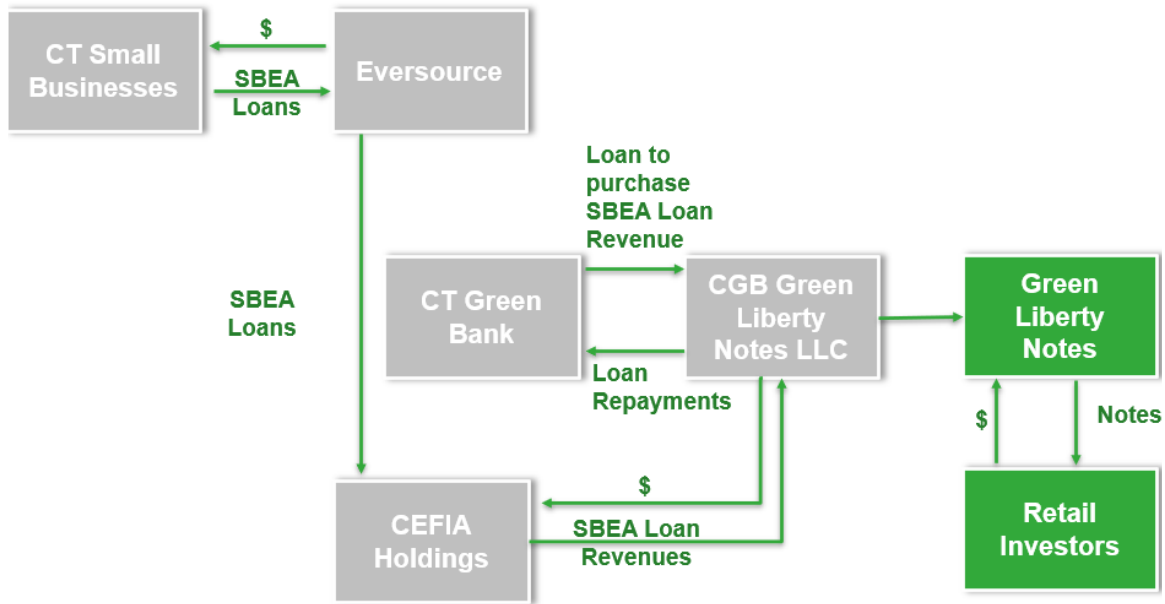 $
CT Small
Businesses
SBEA
Loans
Eversource
Loan to
purchase
SBEA Loan
Revenue
SBEA
Loans
CT Green
Bank
CGB Green
Liberty
Notes LLC
Green
Liberty
Notes
Loan
Repayments
$
Notes
CEFIA
Holdings
$
SBEA Loan
Revenues
Retail
Investors